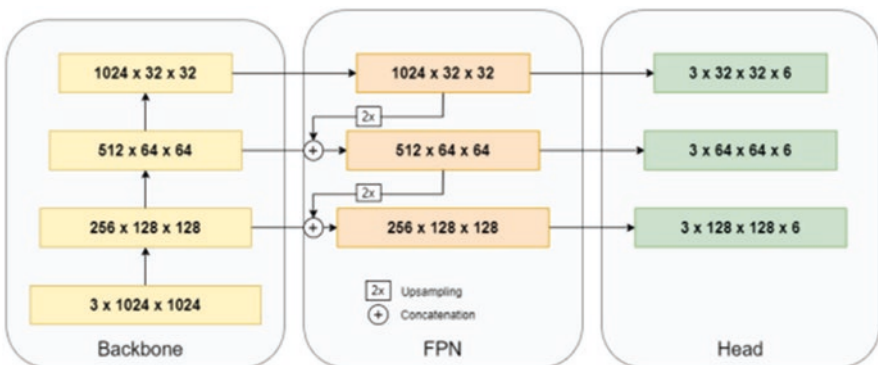 1024 x 32 x 32
1024 x 32 x 32
3 x 32 x 32 x 6
2x
512 x 64 x 64
+
512 x 64 x 64
3 x 64 x 64 x 6
2x
256 x 128 x 128
+
256 x 128 x 128
3 x 128 x 128 x 6
3 x 1024 x 1024
2x Upsampling
+ Concatenation
Backbone
FPN
Head